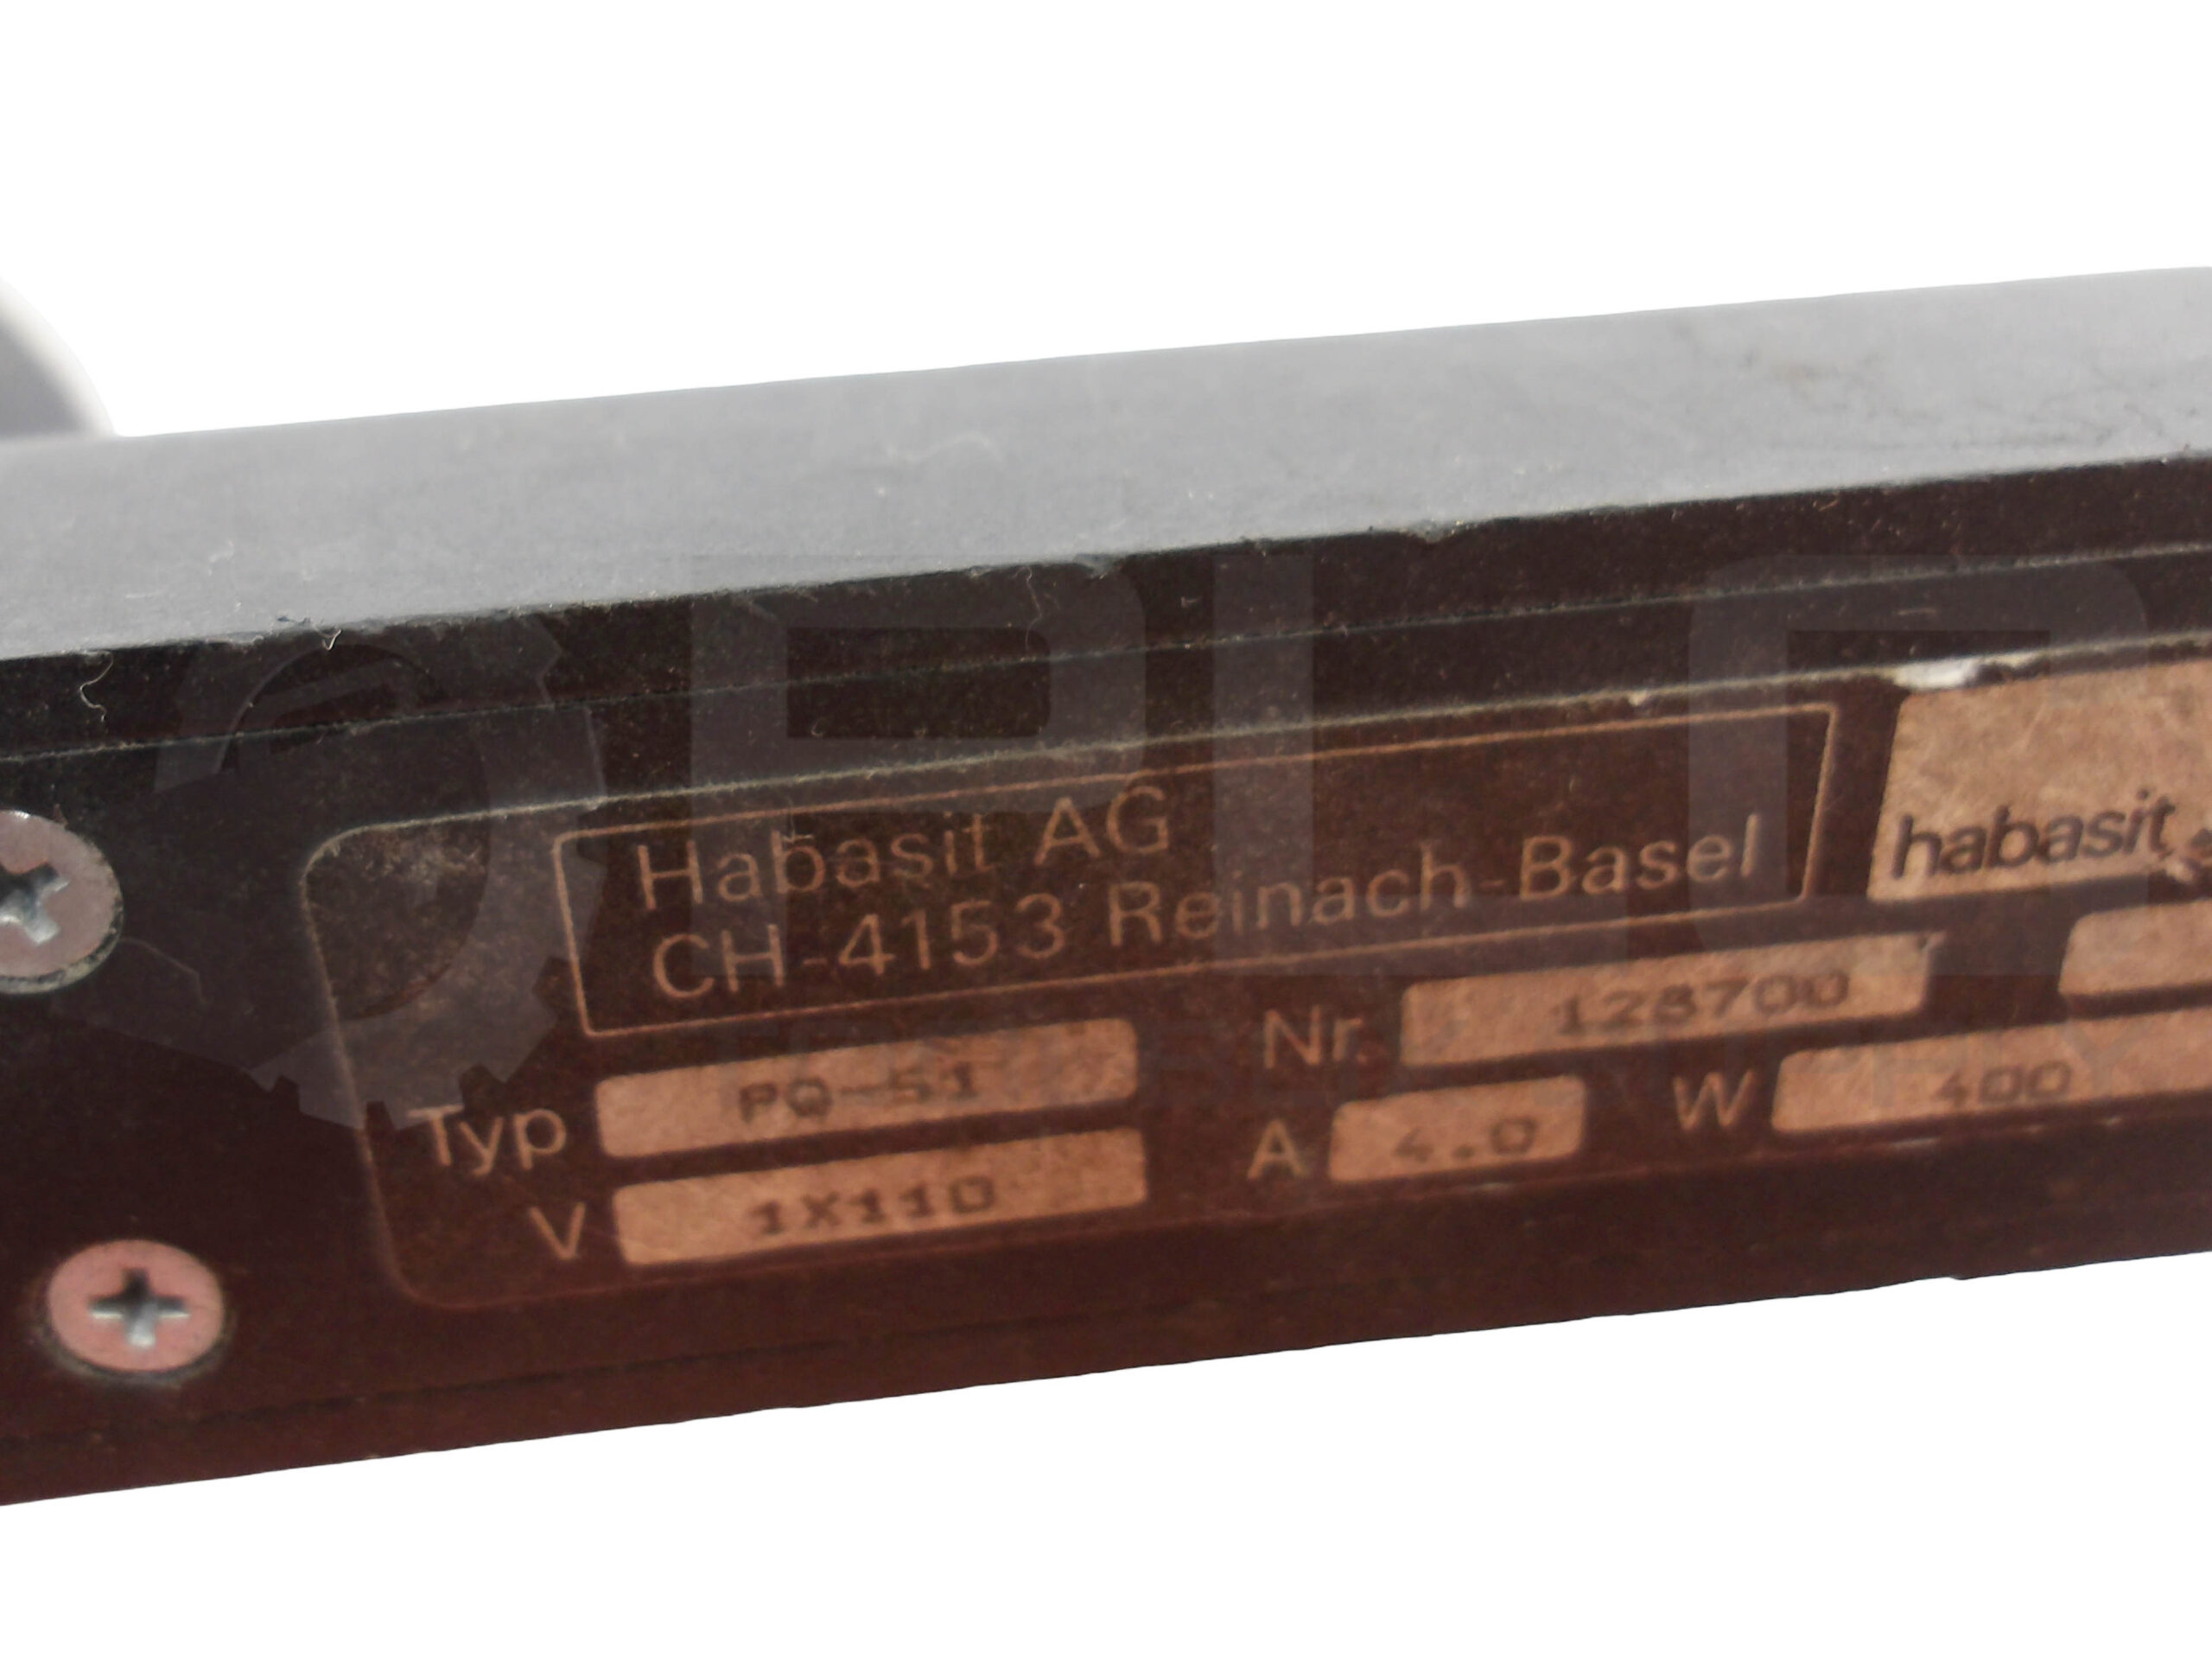 Habasit AG
CH-4153 Reinach-Basel
habasit
Typ PQ-51 Nr. 128700
V 1X110 A 4.0 W 400